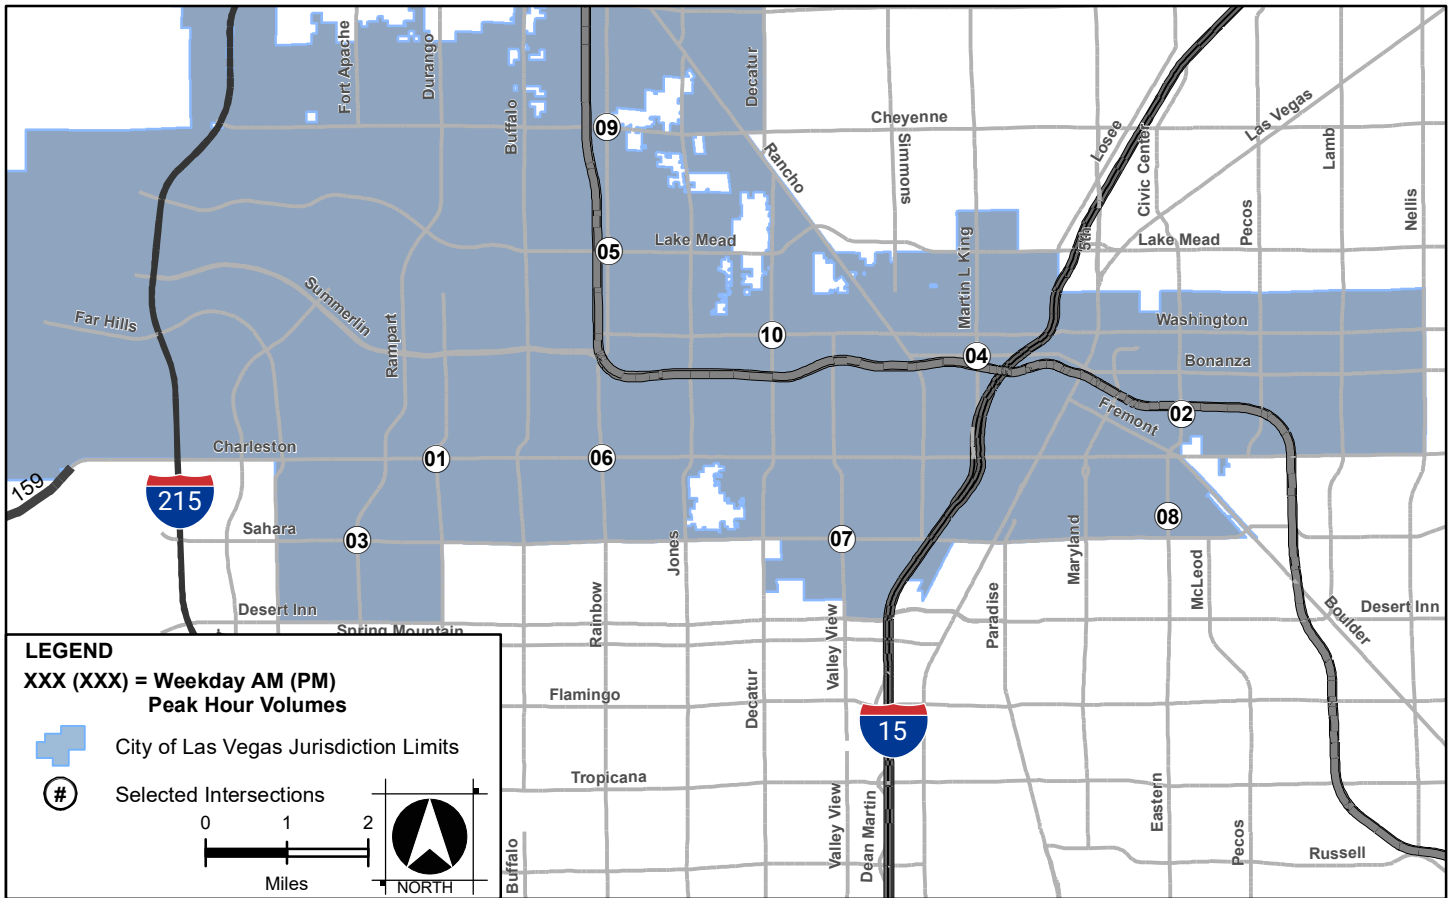 Fort Apache
Durango
Buffalo
Decatur
Cheyenne
Simmons
Rancho
Losee
Civic Center
Las Vegas
Lamb
Pecos
Nellis
09
05
Lake Mead
Martin L King
5th
Lake Mead
Summerlin
Far Hills
Rampart
10
04
Washington
Bonanza
Fremont
02
Charleston
01
06
159
215
Sahara
03
07
08
Jones
Maryland
McLeod
Desert Inn
Spring Mountain
Rainbow
Valley View
Paradise
Boulder
Desert Inn
Flamingo
Decatur
15
Tropicana
Valley View
Dean Martin
Eastern
Pecos
Buffalo
Russell
LEGEND
XXX (XXX) = Weekday AM (PM)
Peak Hour Volumes
City of Las Vegas Jurisdiction Limits
# Selected Intersections
0 1 2
Miles
NORTH